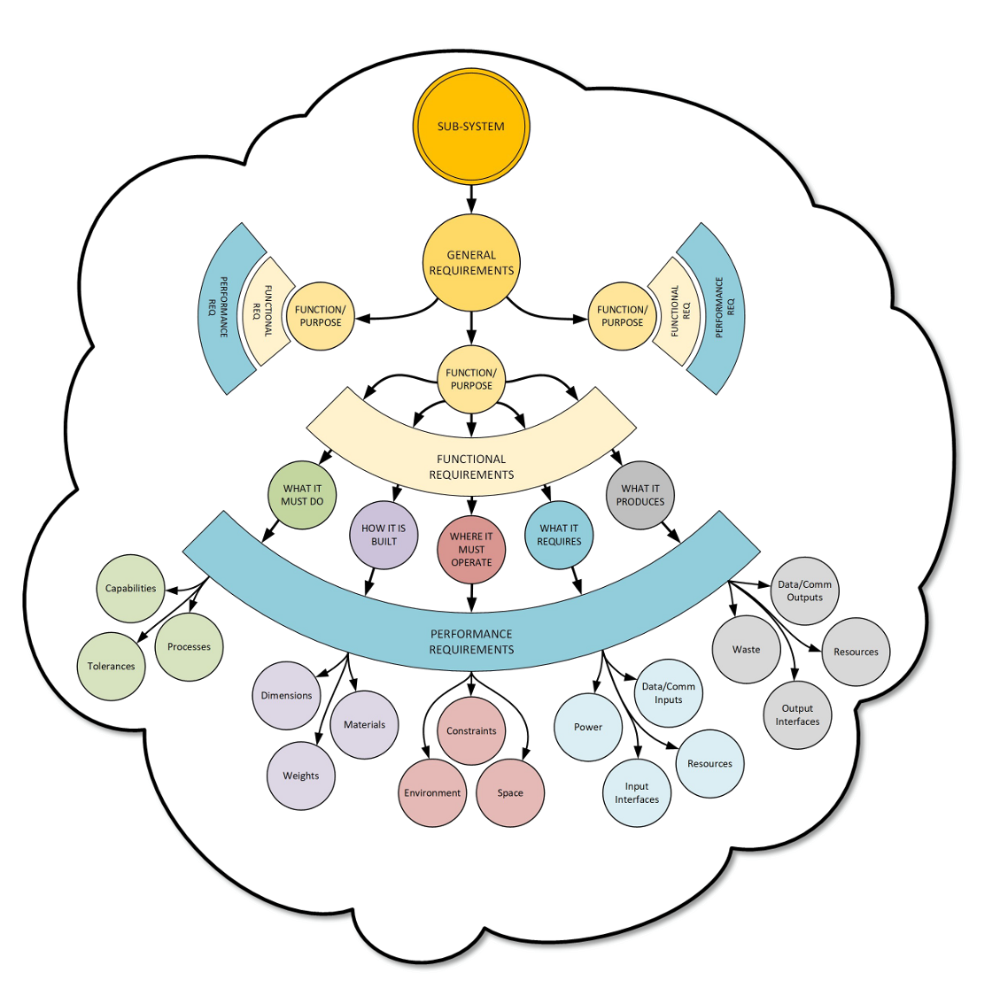 SUB-SYSTEM
GENERAL
REQUIREMENTS
PERFORMANCE
REQ
FUNCTIONAL
REQ
FUNCTION/
PURPOSE
FUNCTION/
PURPOSE
FUNCTIONAL
REQ
PERFORMANCE
REQ
FUNCTION/
PURPOSE
FUNCTIONAL
REQUIREMENTS
WHAT IT
MUST DO
HOW IT IS
BUILT
WHERE IT
MUST
OPERATE
WHAT IT
REQUIRES
WHAT IT
PRODUCES
PERFORMANCE
REQUIREMENTS
Capabilities
Tolerances
Processes
Dimensions
Materials
Weights
Constraints
Environment
Space
Power
Data/Comm
Inputs
Resources
Input
Interfaces
Data/Comm
Outputs
Waste
Resources
Output
Interfaces